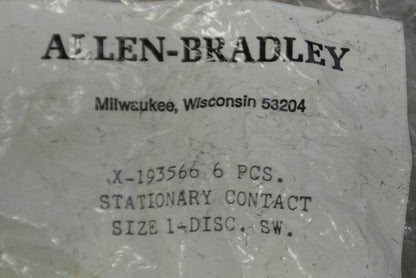 ALLEN-BRADLEY
Milwaukee, Wisconsin 53204
X-193566 6 PCS.
STATIONARY CONTACT
SIZE 1-DISC. SW.